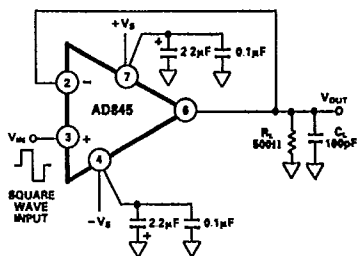 +VS
+
2.2µF
0.1µF
7
2
-
AD845
6
VOUT
VIN
3
+
4
RL
500Ω
CL
100pF
SQUARE
WAVE
INPUT
-VS
2.2µF
+
0.1µF